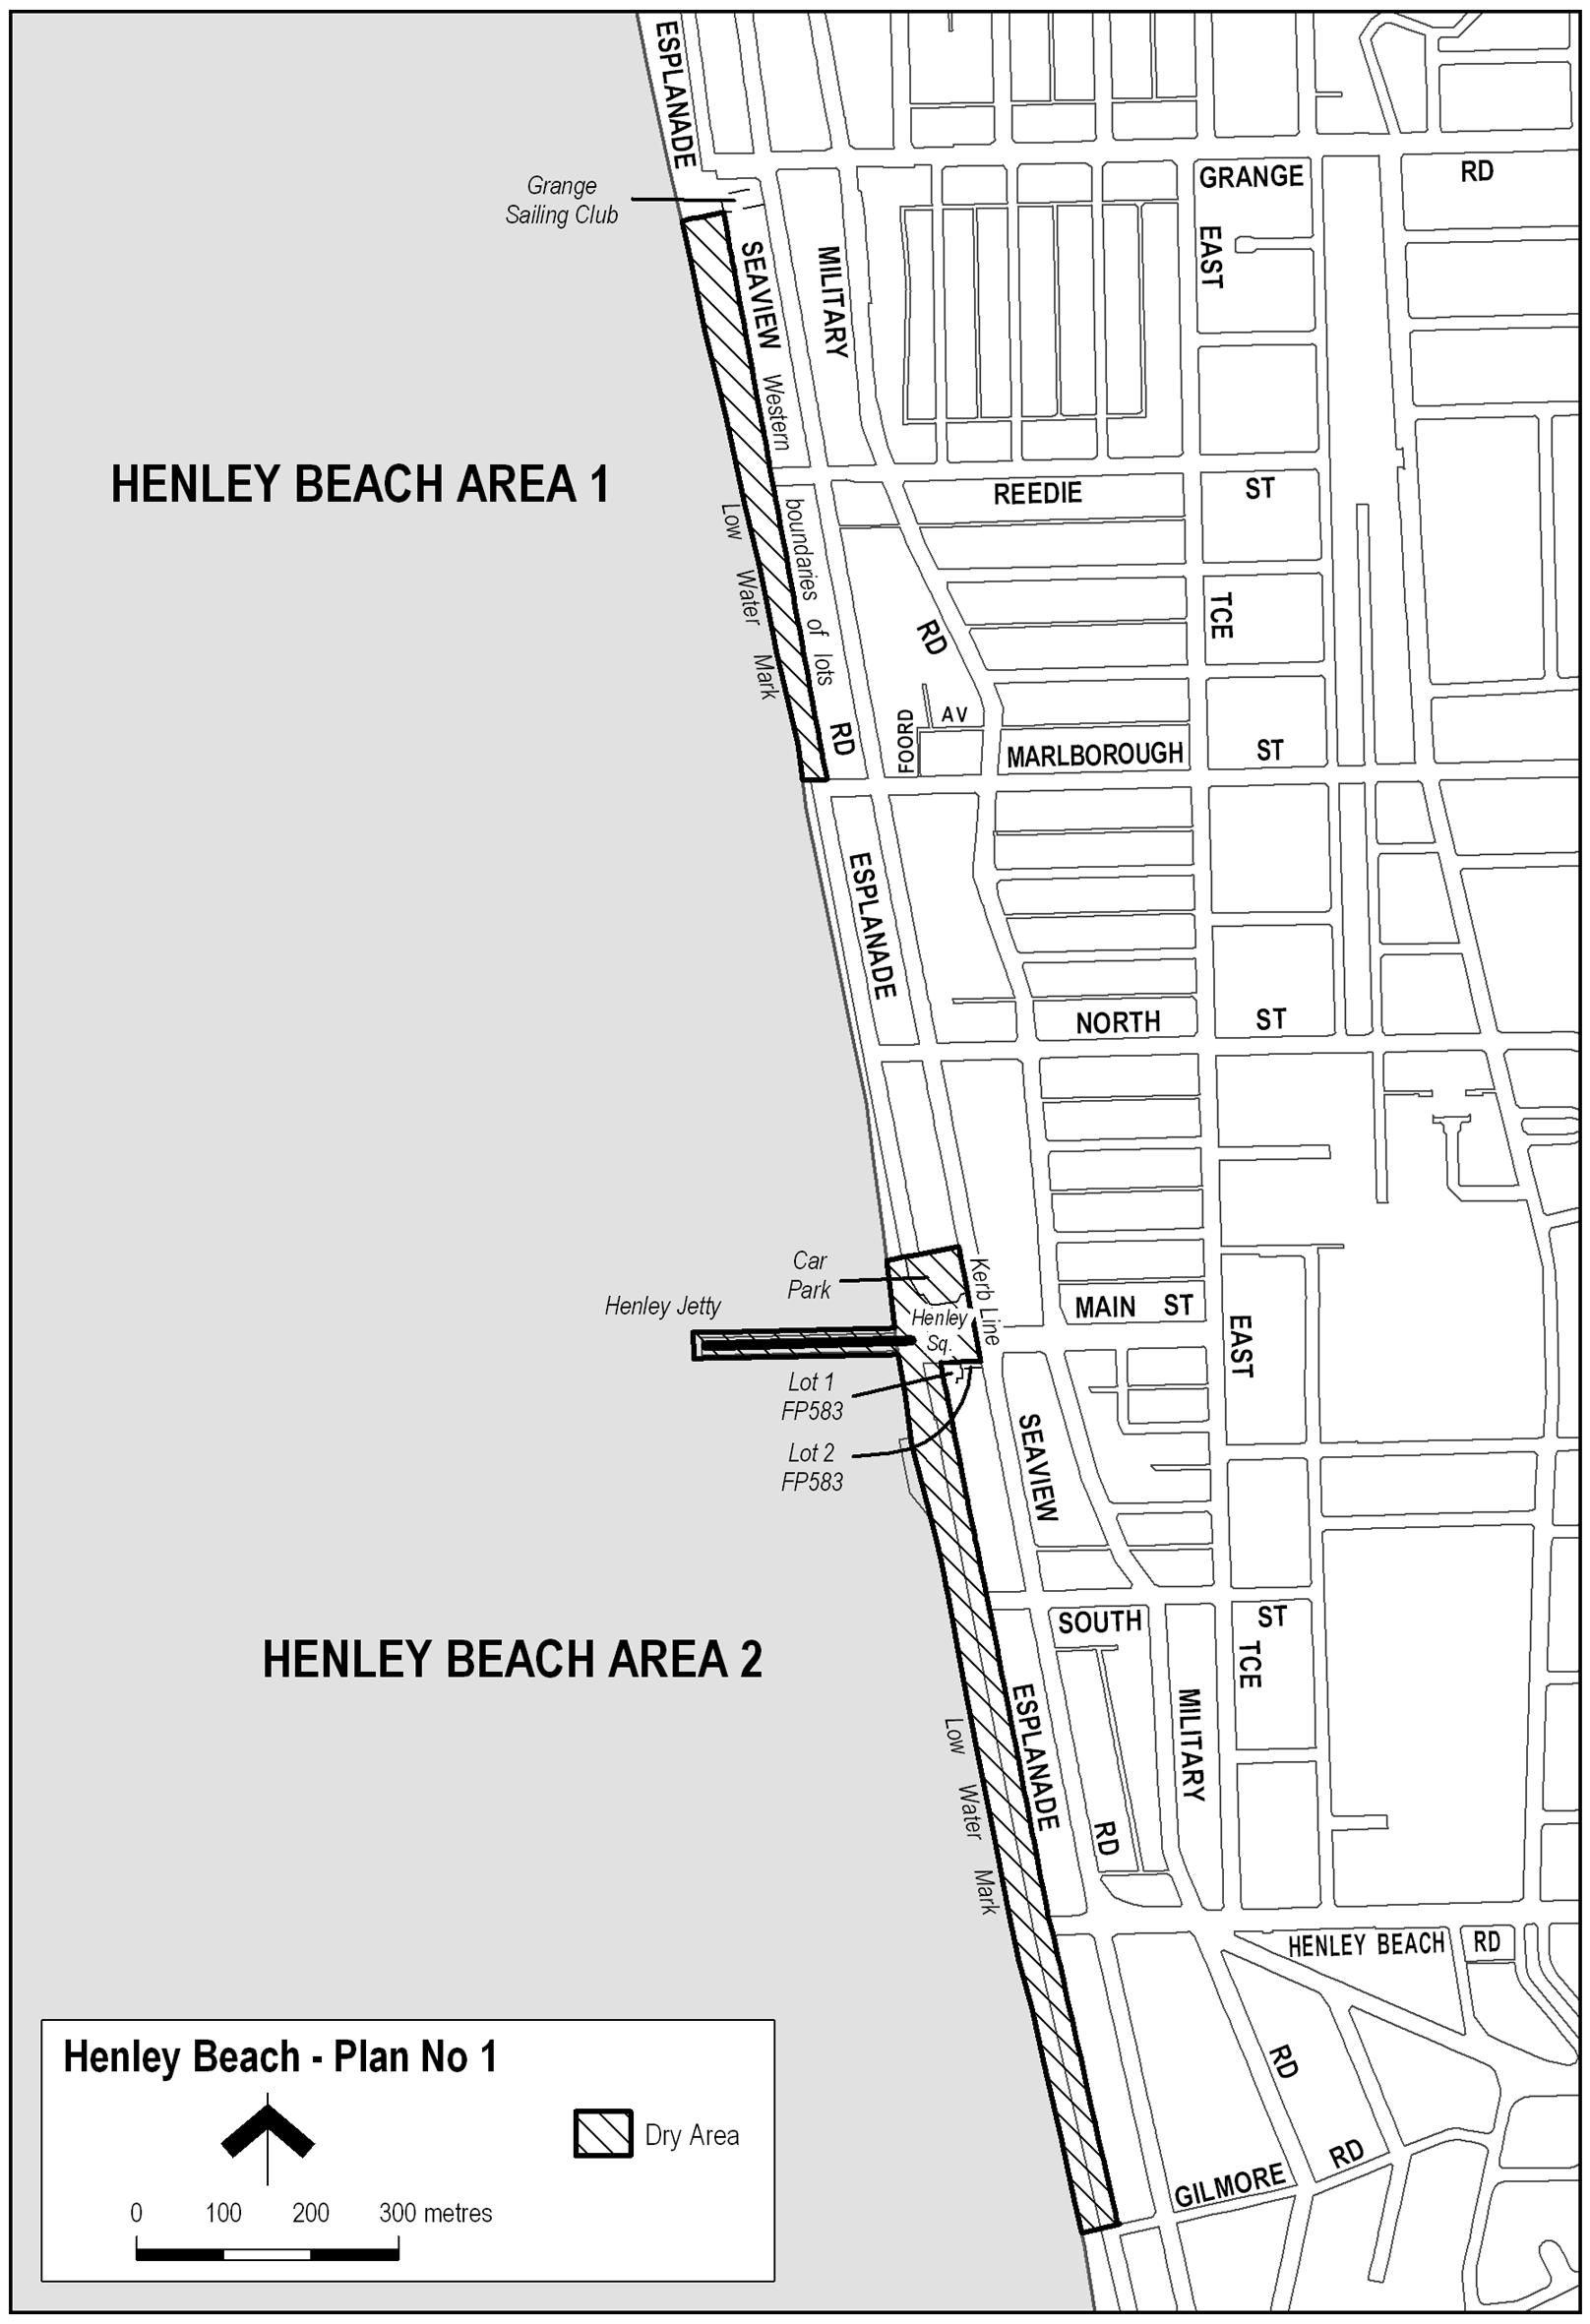 ESPLANADE
GRANGE
RD
Grange
Sailing Club
EAST
SEAVIEW
MILITARY
Western
HENLEY BEACH AREA 1
REEDIE
ST
Low
boundaries
Water
of
TCE
RD
lots
Mark
FOORD
AV
RD
MARLBOROUGH
ST
ESPLANADE
NORTH
ST
Car
Park
Kerb Line
Henley Jetty
MAIN ST
Henley
Sq.
EAST
Lot 1
FP583
SEAVIEW
Lot 2
FP583
SOUTH
ST
HENLEY BEACH AREA 2
TCE
ESPLANADE
MILITARY
Low
Water
RD
Mark
HENLEY BEACH
RD
RD
RD
GILMORE
Henley Beach - Plan No 1
Dry Area
0 100 200 300 metres